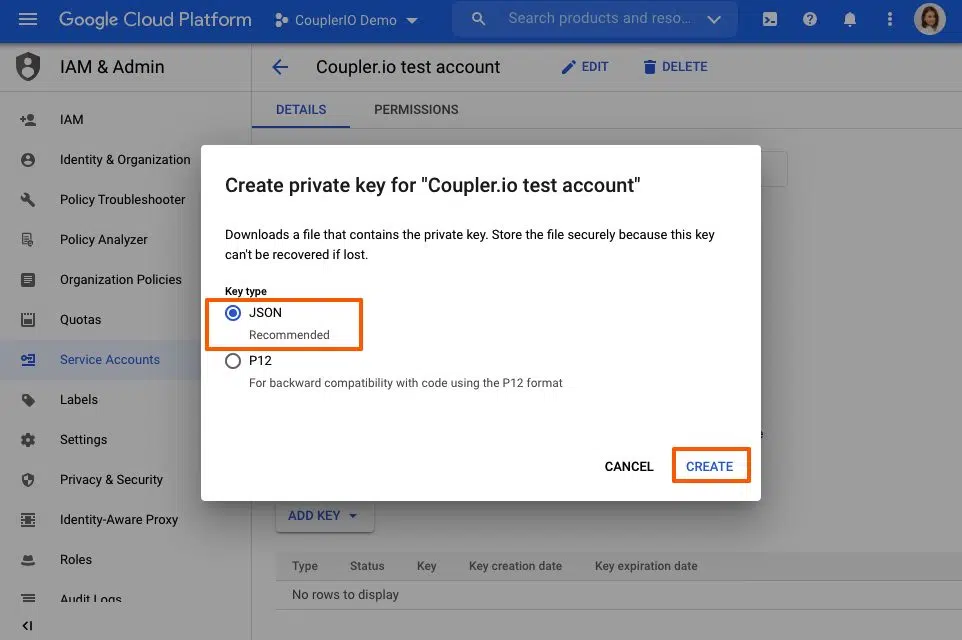 Google Cloud Platform
CouplerIO Demo
Search products and reso...
IAM & Admin
Coupler.io test account
EDIT
DELETE
DETAILS
PERMISSIONS
IAM
Identity & Organization
Policy Troubleshooter
Policy Analyzer
Organization Policies
Quotas
Service Accounts
Labels
Settings
Privacy & Security
Identity-Aware Proxy
Roles
Audit Logs
Create private key for "Coupler.io test account"
Downloads a file that contains the private key. Store the file securely because this key
can't be recovered if lost.
Key type
JSON
Recommended
P12
For backward compatibility with code using the P12 format
CANCEL
CREATE
ADD KEY
Type Status Key Key creation date Key expiration date
No rows to display